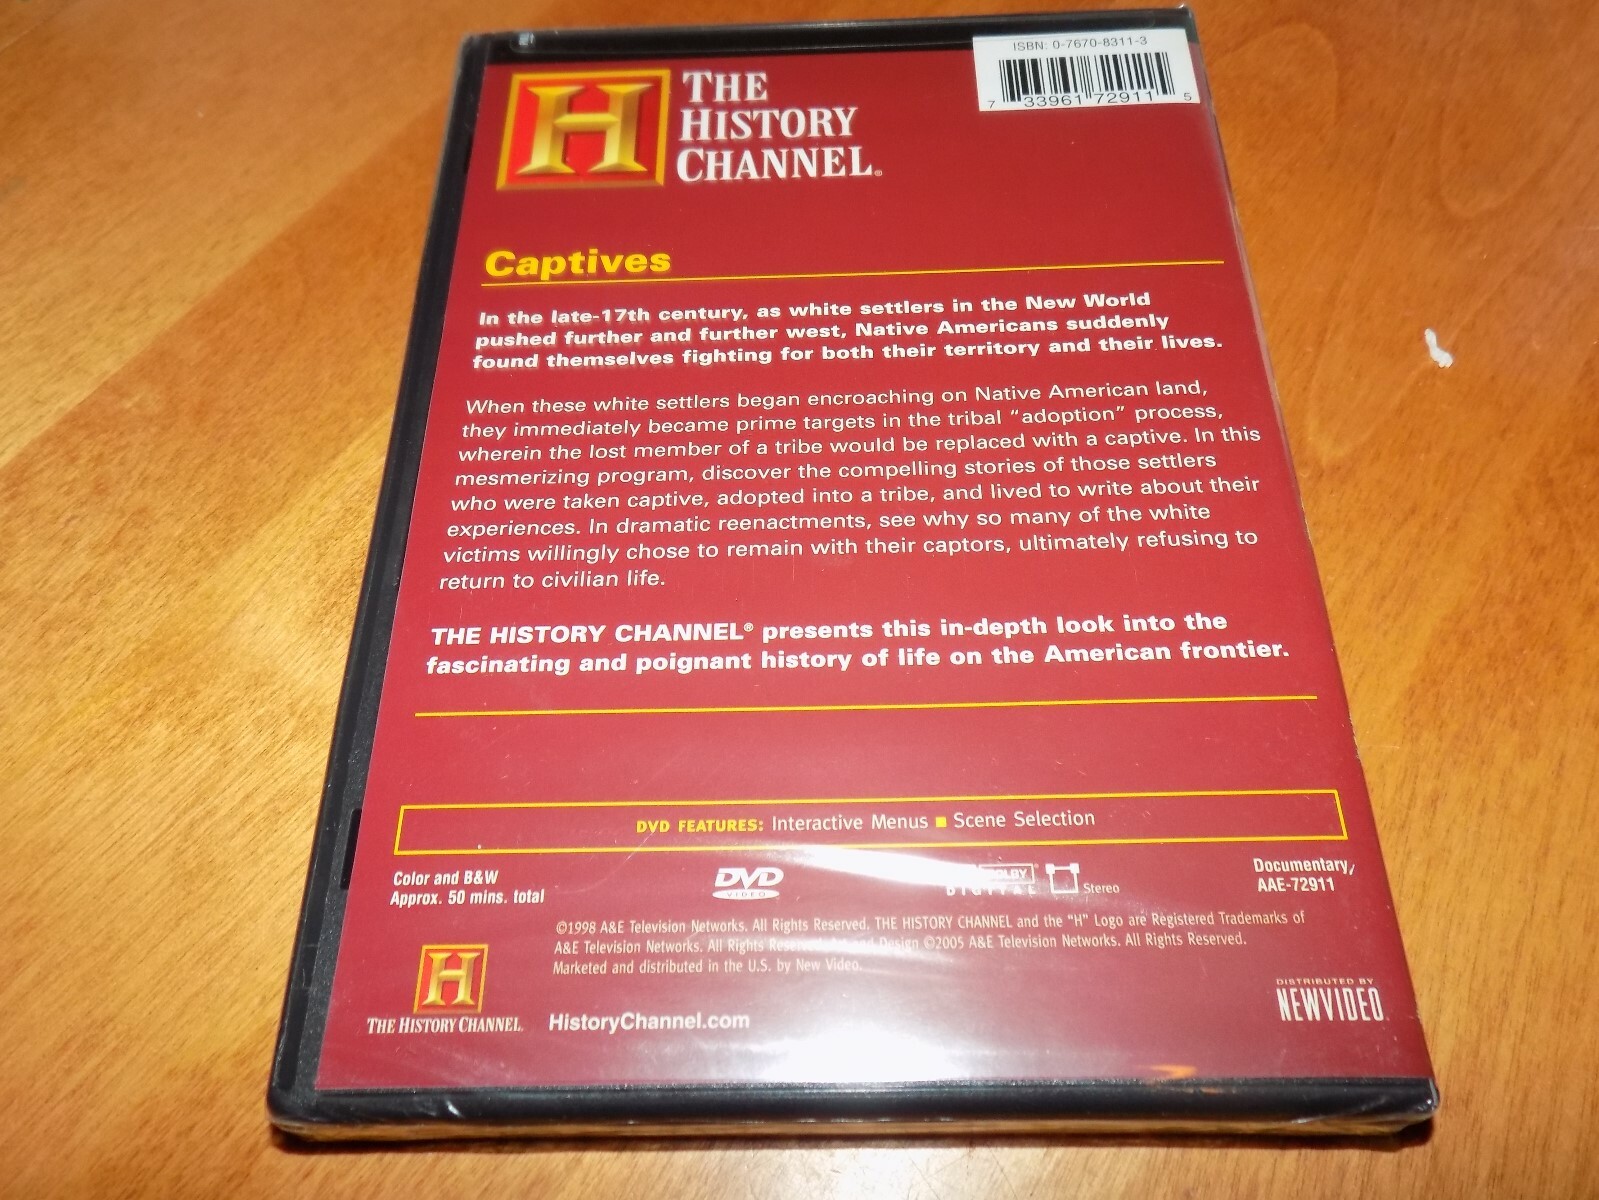 ISBN: 0-7670-8311-3
7 33961 72911 5
H
THE
HISTORY
CHANNEL®
Captives
In the late-17th century, as white settlers in the New World
pushed further and further west, Native Americans suddenly
found themselves fighting for both their territory and their lives.
When these white settlers began encroaching on Native American land,
they immediately became prime targets in the tribal "adoption" process,
wherein the lost member of a tribe would be replaced with a captive. In this
mesmerizing program, discover the compelling stories of those settlers
who were taken captive, adopted into a tribe, and lived to write about their
experiences. In dramatic reenactments, see why so many of the white
victims willingly chose to remain with their captors, ultimately refusing to
return to civilian life.
THE HISTORY CHANNEL® presents this in-depth look into the
fascinating and poignant history of life on the American frontier.
DVD FEATURES: Interactive Menus ■ Scene Selection
Color and B&W
Approx. 50 mins. total
DVD
VIDEO
DOLBY
DIGITAL
Stereo
Documentary
AAE-72911
©1998 A&E Television Networks. All Rights Reserved. THE HISTORY CHANNEL and the "H" Logo are Registered Trademarks of
A&E Television Networks. All Rights Reserved. Art and Design ©2005 A&E Television Networks. All Rights Reserved.
Marketed and distributed in the U.S. by New Video.
H
THE HISTORY CHANNEL.
HistoryChannel.com
DISTRIBUTED BY
NEWVIDEO